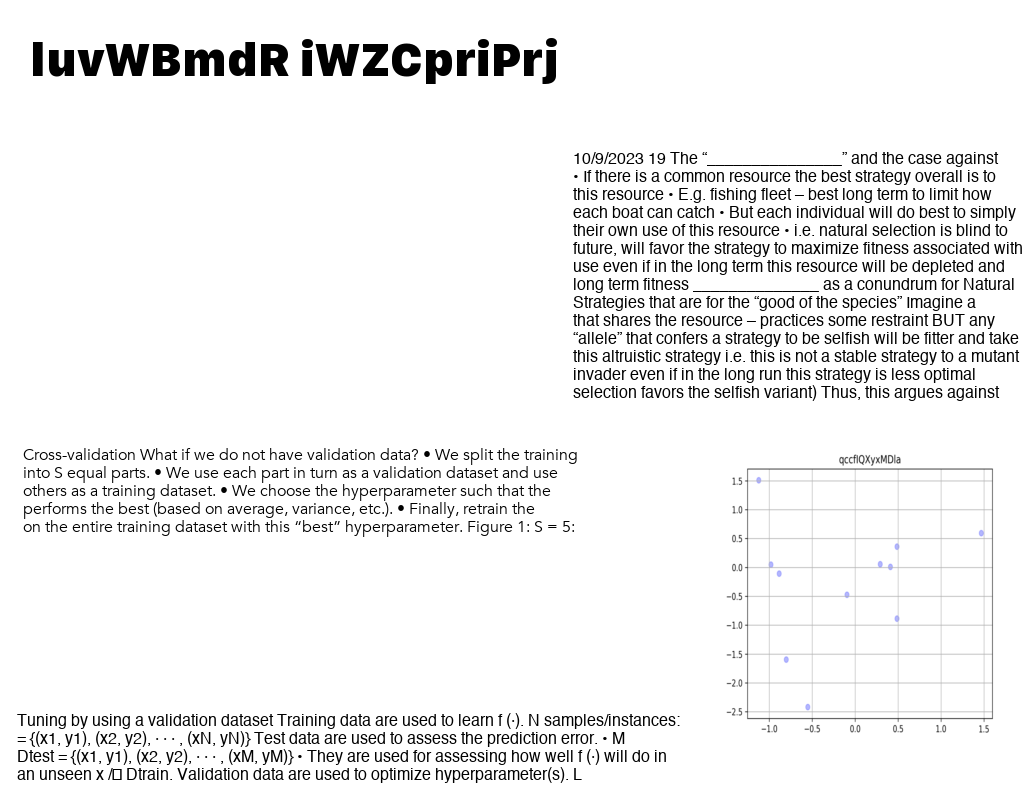 luvWBmdR iWZCpriPrj
10/9/2023 19 The “________________” and the case against
• If there is a common resource the best strategy overall is to
this resource • E.g. fishing fleet – best long term to limit how
each boat can catch • But each individual will do best to simply
their own use of this resource • i.e. natural selection is blind to
future, will favor the strategy to maximize fitness associated with
use even if in the long term this resource will be depleted and
long term fitness _______________ as a conundrum for Natural
Strategies that are for the “good of the species” Imagine a
that shares the resource – practices some restraint BUT any
“allele” that confers a strategy to be selfish will be fitter and take
this altruistic strategy i.e. this is not a stable strategy to a mutant
invader even if in the long run this strategy is less optimal
selection favors the selfish variant) Thus, this argues against
Cross-validation What if we do not have validation data? • We split the training
into S equal parts. • We use each part in turn as a validation dataset and use
others as a training dataset. • We choose the hyperparameter such that the
performs the best (based on average, variance, etc.). • Finally, retrain the
on the entire training dataset with this “best” hyperparameter. Figure 1: S = 5:
qccflQXyxMDla
1.5
1.0
0.5
0.0
−0.5
−1.0
−1.5
−2.0
−2.5
−1.0 −0.5 0.0 0.5 1.0 1.5
Tuning by using a validation dataset Training data are used to learn f (·). N samples/instances:
= {(x1, y1), (x2, y2), · · · , (xN, yN)} Test data are used to assess the prediction error. • M
Dtest = {(x1, y1), (x2, y2), · · · , (xM, yM)} • They are used for assessing how well f (·) will do in
an unseen x /□ Dtrain. Validation data are used to optimize hyperparameter(s). L